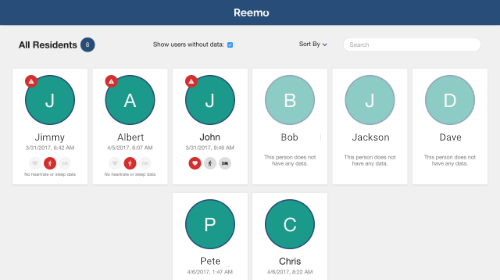 Reemo
All Residents 8
Show users without data:
Sort By
Search
J
A
J
B
J
D
Jimmy
Albert
John
Bob
Jackson
Dave
3/31/2017, 6:42 AM
4/5/2017, 6:07 AM
3/31/2017, 9:46 AM
This person does not
have any data.
This person does not
have any data.
This person does not
have any data.
No heartrate or sleep data
No heartrate or sleep data
P
C
Pete
Chris
4/6/2017, 1:47 AM
4/6/2017, 8:22 AM